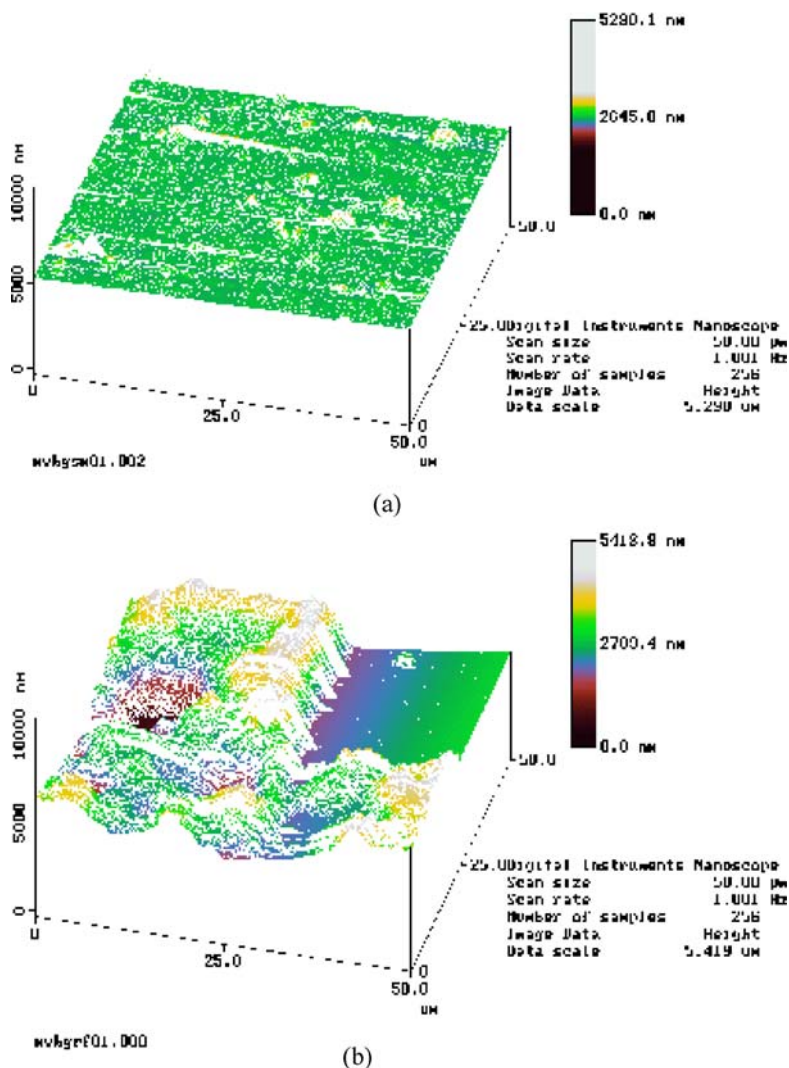 5290.1 nm
2645.0 nm
0.0 nm
10000 nm
5000
0
0
25.0
50.0
um
0
25.0
50.0
Digital Instruments Nanoscope
Scan size 50.00 µm
Scan rate 1.001 Hz
Number of samples 256
Image Data Height
Data scale 5.290 um
(a)
5418.8 nm
2709.4 nm
0.0 nm
10000 nm
5000
0
0
25.0
50.0
um
0
25.0
50.0
Digital Instruments Nanoscope
Scan size 50.00 µm
Scan rate 1.001 Hz
Number of samples 256
Image Data Height
Data scale 5.419 um
(b)